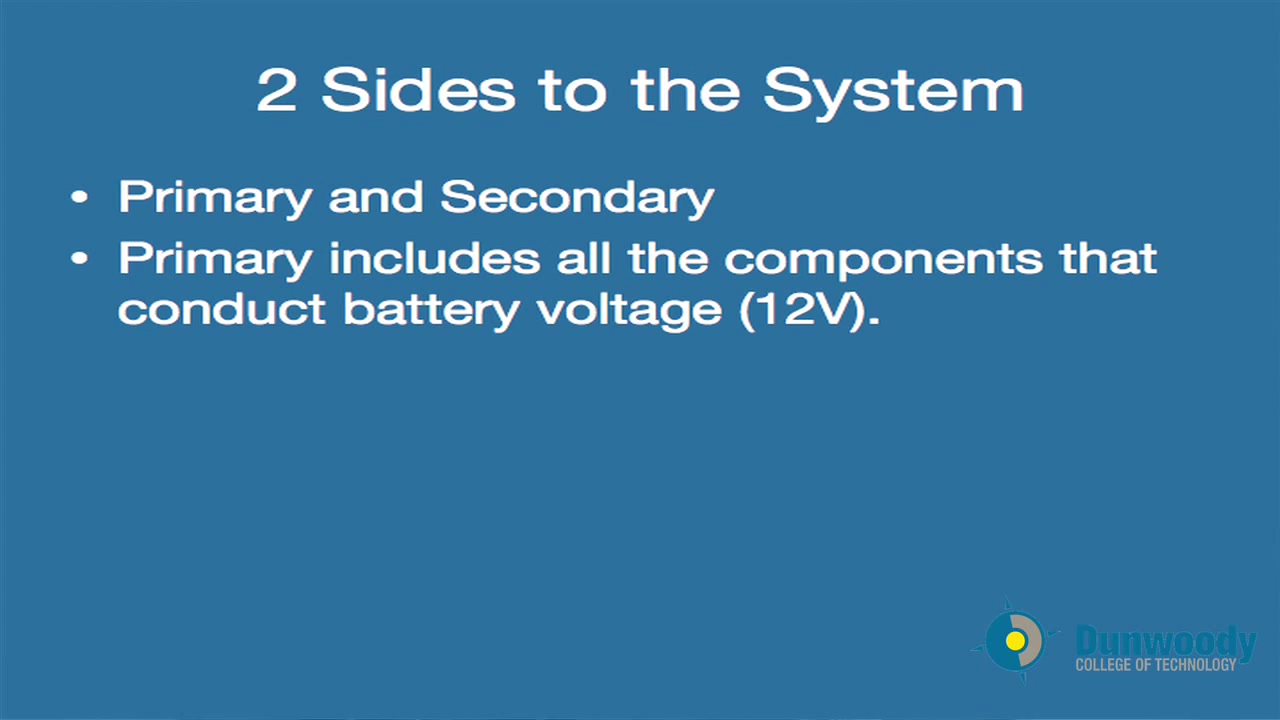 2 Sides to the System
• Primary and Secondary
• Primary includes all the components that
conduct battery voltage (12V).
Dunwoody
COLLEGE OF TECHNOLOGY